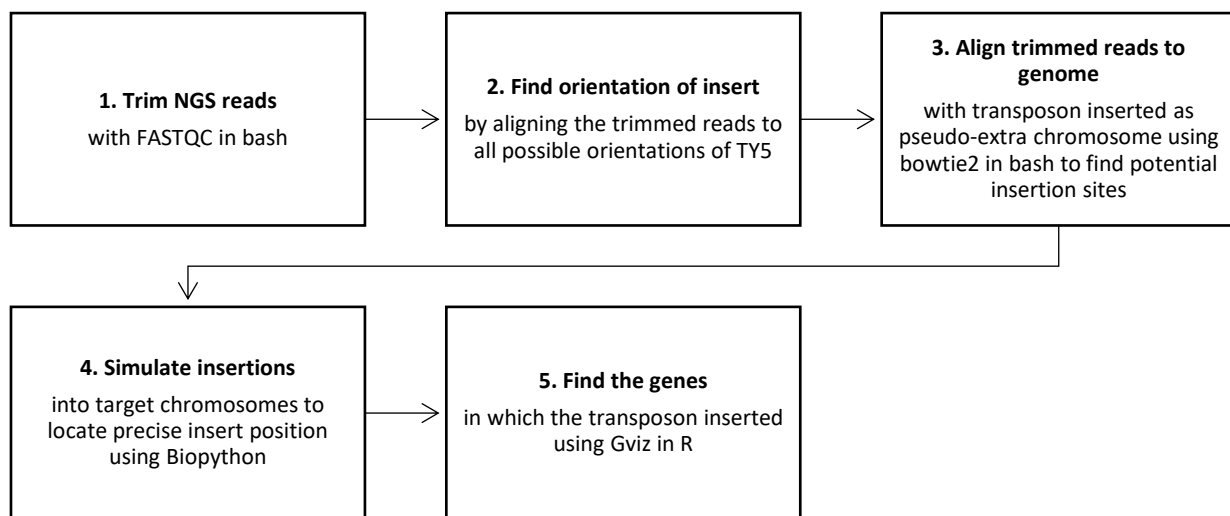 1. Trim NGS reads
with FASTQC in bash
2. Find orientation of insert
by aligning the trimmed reads to
all possible orientations of TY5
3. Align trimmed reads to
genome
with transposon inserted as
pseudo-extra chromosome using
bowtie2 in bash to find potential
insertion sites
4. Simulate insertions
into target chromosomes to
locate precise insert position
using Biopython
5. Find the genes
in which the transposon inserted
using Gviz in R